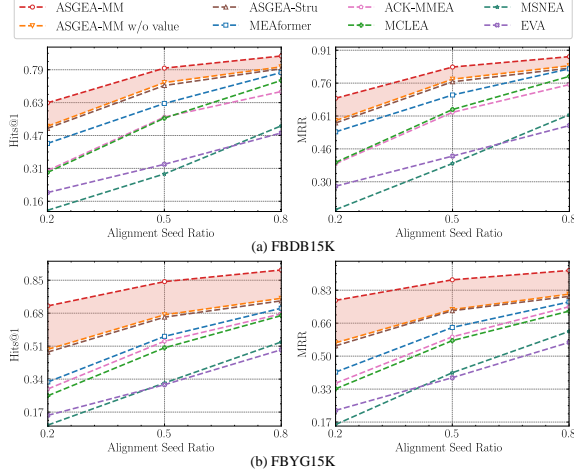 ASGEA-MM ASGEA-Stru ACK-MMEA MSNEA
ASGEA-MM w/o value MEAformer MCLEA EVA
Hits@1
0.79
0.63
0.47
0.31
0.16
0.2 0.5 0.8
Alignment Seed Ratio
MRR
0.91
0.76
0.61
0.46
0.30
0.2 0.5 0.8
Alignment Seed Ratio
(a) FBDB15K
Hits@1
0.85
0.68
0.51
0.34
0.17
0.2 0.5 0.8
Alignment Seed Ratio
MRR
0.83
0.66
0.50
0.33
0.17
0.2 0.5 0.8
Alignment Seed Ratio
(b) FBYG15K